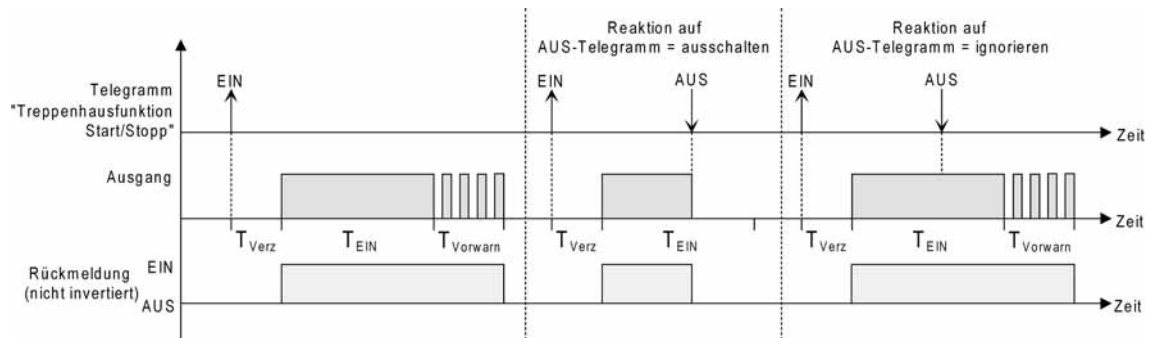 Reaktion auf
AUS-Telegramm = ausschalten
Reaktion auf
AUS-Telegramm = ignorieren
EIN
EIN
AUS
EIN
AUS
Telegramm
"Treppenhausfunktion
Start/Stopp"
Zeit
Ausgang
Zeit
TVerz
TEIN
TVorwarn
TVerz
TEIN
TVerz
TEIN
TVorwarn
Rückmeldung
(nicht invertiert)
EIN
AUS
Zeit